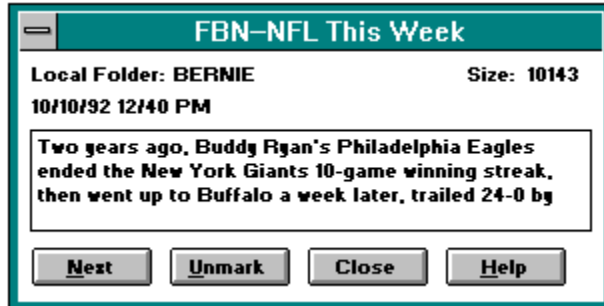 FBN–NFL This Week
Local Folder: BERNIE Size: 10143
10/10/92 12/40 PM
Two years ago, Buddy Ryan's Philadelphia Eagles
ended the New York Giants 10-game winning streak,
then went up to Buffalo a week later, trailed 24-0 by
Next Unmark Close Help